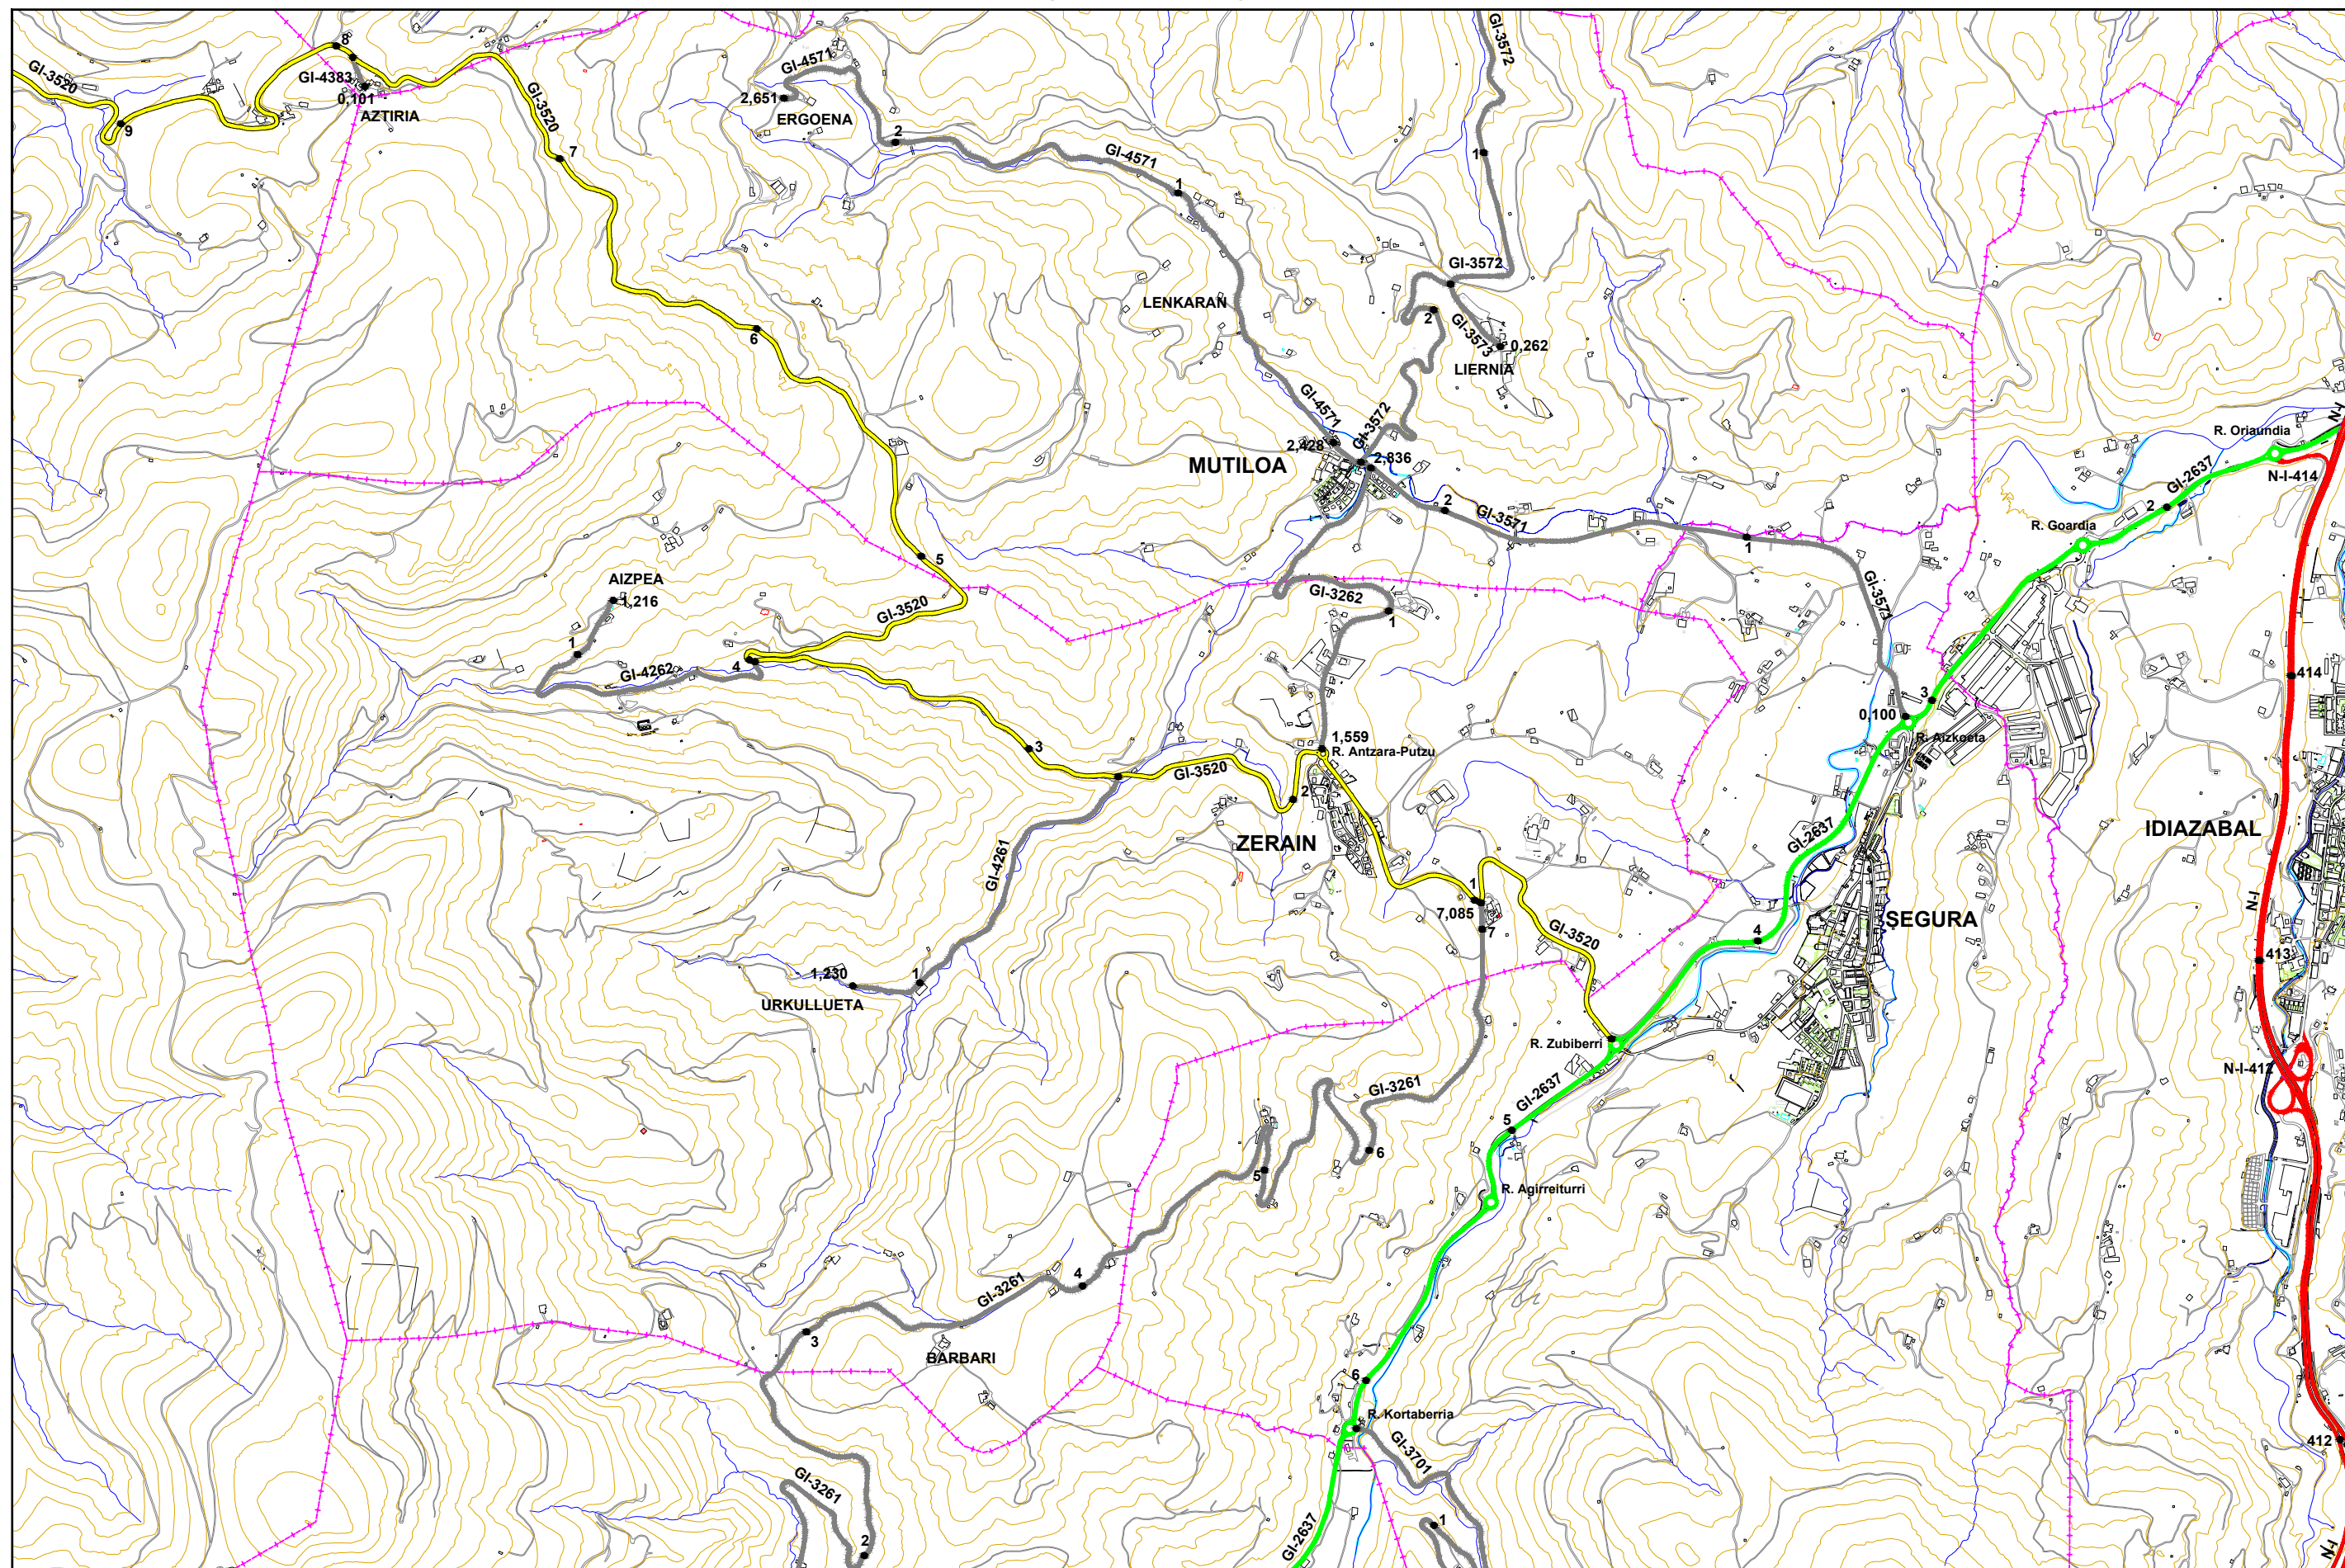 GI-3520
8
GI-4383
0,101
AZTIRIA
9
GI-3520
7
GI-4571
2,651
ERGOENA
2
GI-4571
1
GI-3572
1
GI-3572
LENKARAN
2
GI-3573
0,262
LIERNIA
6
GI-4571
GI-3572
2,428
2,836
MUTILOA
2
GI-3571
1
GI-3571
R. Oriaundia
N-I
N-I-414
GI-2637
2
R. Goardia
5
AIZPEA
1,216
1
GI-3520
GI-3262
1
4
GI-4262
414
3
0,100
R. Aizkoeta
3
1,559
R. Antzara-Putzu
GI-3520
2
ZERAIN
GI-4261
GI-2637
IDIAZABAL
1
7,085
7
GI-3520
N-I
SEGURA
4
413
1,230
1
URKULLUETA
R. Zubiberri
N-I-412
GI-3261
GI-2637
5
6
5
R. Agirreiturri
4
GI-3261
3
BARBARI
6
R. Kortaberria
412
GI-3701
GI-3261
1
2
GI-2637
N-I